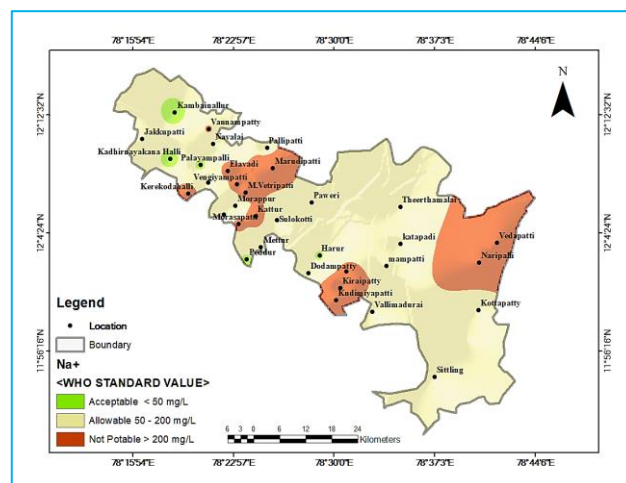 78°15'54"E 78°22'57"E 78°30'0"E 78°37'3"E 78°44'6"E
N
12°12'32"N
12°12'32"N
Kambainallur
Vannampatty
Jakkupatti
Navalai
Pallipatti
Kadhirnayakana Halli
Palayampalli
Elavadi
Marudipatti
Vengiyampatti
Kerekodahalli
M.Vetripatti
Paweri
Theerthamalai
Morappur
Kattur
Morasapatti
Sulokotti
12°4'24"N
12°4'24"N
Mettur
katapadi
Vedapatti
Peddur
Harur
Naripalli
mampatti
Dodampatty
Kiraipatty
Kudimiyapatti
Vallimadurai
Kottapatty
Sittling
11°56'16"N
11°56'16"N
Legend
Location
Boundary
Na+
<WHO STANDARD VALUE>
Acceptable < 50 mg/L
Allowable 50 - 200 mg/L
Not Potable > 200 mg/L
6 3 0 6 12 18 24
Kilometers
78°15'54"E 78°22'57"E 78°30'0"E 78°37'3"E 78°44'6"E